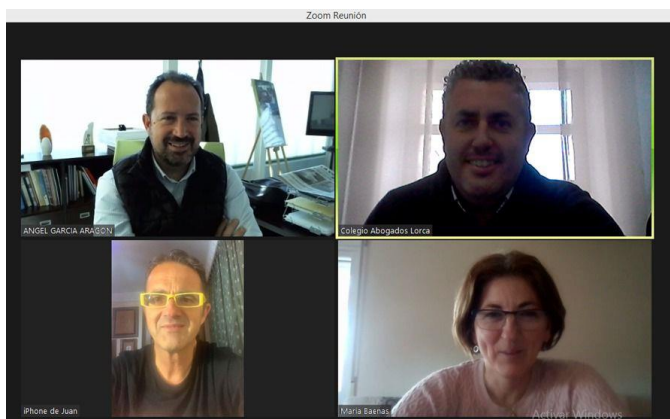 Zoom Reunión
ANGEL GARCIA ARAGON
Colegio Abogados Lorca
iPhone de Juan
Maria Baenas
Activar Windows